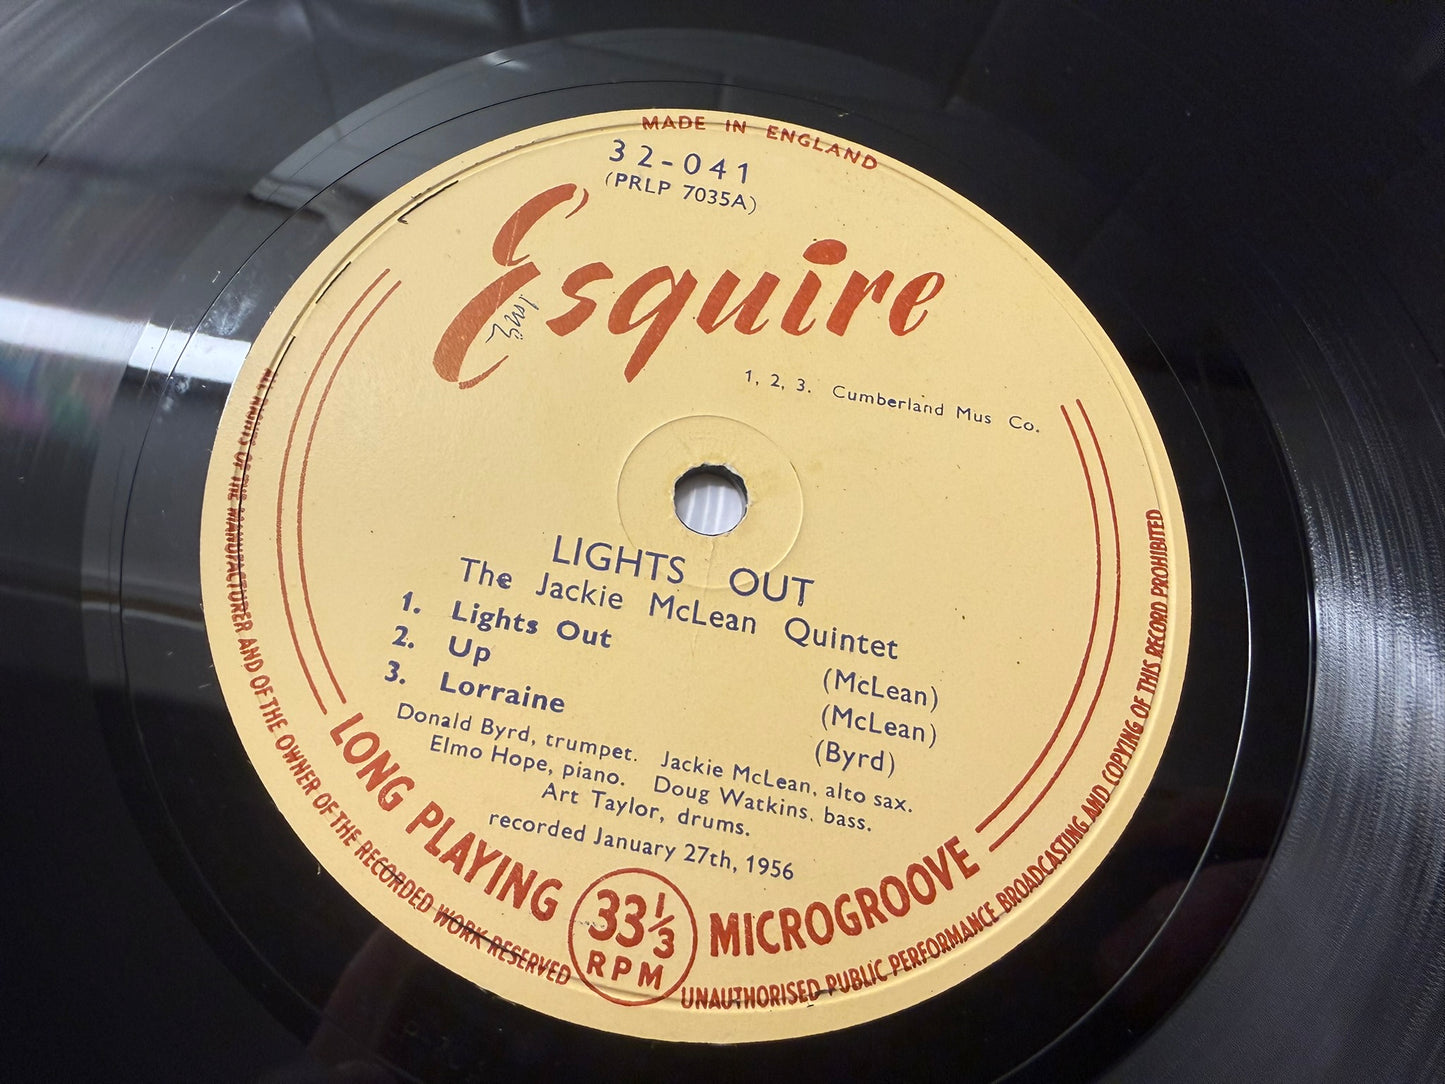 MADE IN ENGLAND
32-041
(PRLP 7035A)
Esquire
1, 2, 3. Cumberland Mus Co.
LIGHTS OUT
The Jackie McLean Quintet
1. Lights Out (McLean)
2. Up (McLean)
3. Lorraine (Byrd)
Donald Byrd, trumpet. Jackie McLean, alto sax.
Elmo Hope, piano. Doug Watkins, bass.
Art Taylor, drums.
recorded January 27th, 1956
LONG PLAYING 33⅓ RPM MICROGROOVE
ALL RIGHTS OF THE MANUFACTURER AND OF THE OWNER OF THE RECORDED WORK RESERVED
UNAUTHORISED PUBLIC PERFORMANCE BROADCASTING AND COPYING OF THIS RECORD PROHIBITED